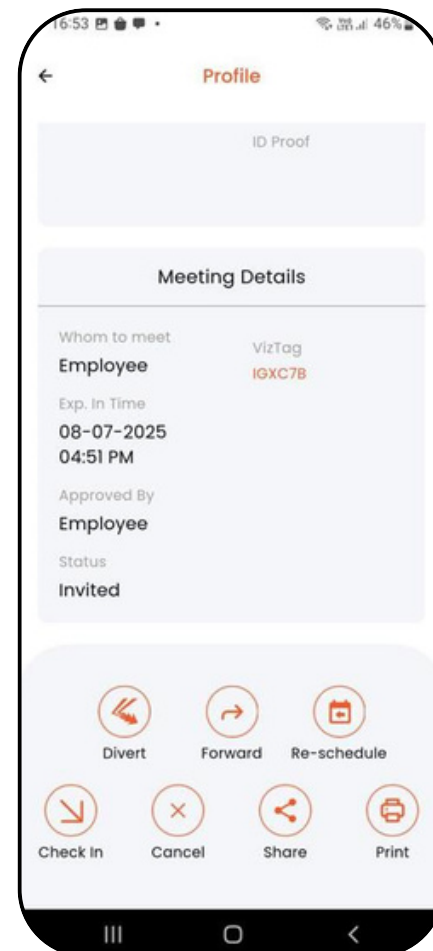 16:53
46%
Profile
ID Proof
Meeting Details
Whom to meet
Employee
VizTag
IGXC7B
Exp. In Time
08-07-2025
04:51 PM
Approved By
Employee
Status
Invited
Divert
Forward
Re-schedule
Check In
Cancel
Share
Print